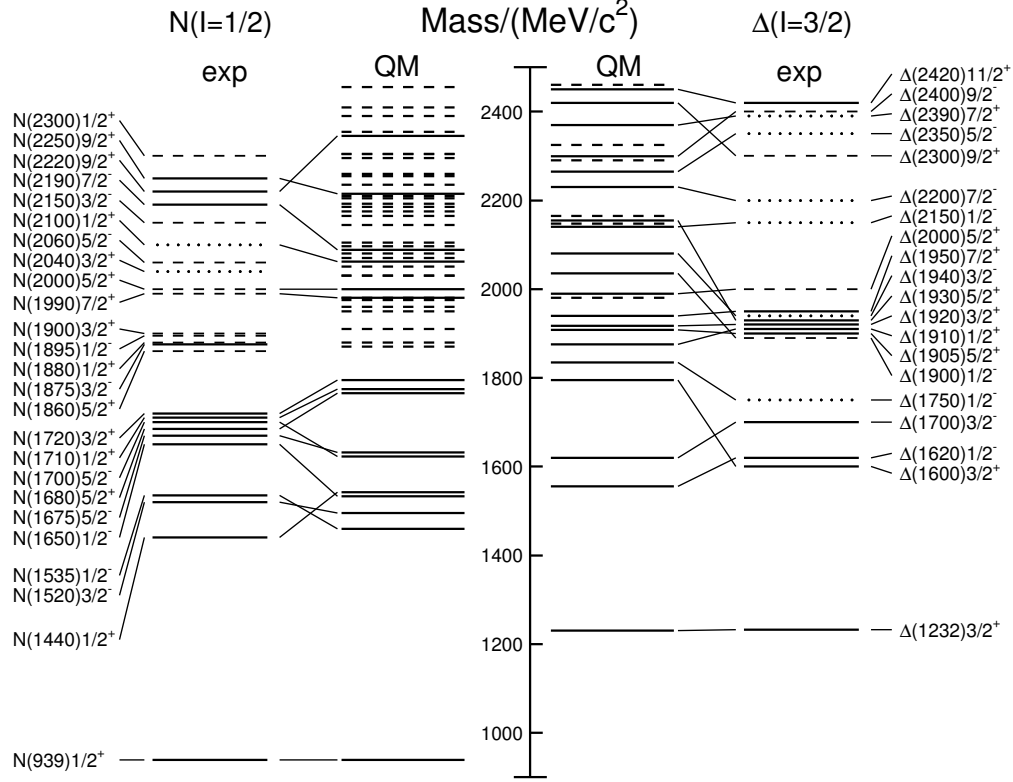 N(I=1/2) Mass/(MeV/c²) Δ(I=3/2)
exp QM QM exp
N(2300)1/2⁺
N(2250)9/2⁺
N(2220)9/2⁺
N(2190)7/2⁻
N(2150)3/2⁻
N(2100)1/2⁺
N(2060)5/2⁻
N(2040)3/2⁺
N(2000)5/2⁺
N(1990)7/2⁺
N(1900)3/2⁺
N(1895)1/2⁻
N(1880)1/2⁺
N(1875)3/2⁻
N(1860)5/2⁺
N(1720)3/2⁺
N(1710)1/2⁺
N(1700)5/2⁻
N(1680)5/2⁺
N(1675)5/2⁻
N(1650)1/2⁻
N(1535)1/2⁻
N(1520)3/2⁻
N(1440)1/2⁺
N(939)1/2⁺
2400
2200
2000
1800
1600
1400
1200
1000
Δ(2420)11/2⁺
Δ(2400)9/2⁻
Δ(2390)7/2⁺
Δ(2350)5/2⁻
Δ(2300)9/2⁺
Δ(2200)7/2⁻
Δ(2150)1/2⁻
Δ(2000)5/2⁺
Δ(1950)7/2⁺
Δ(1940)3/2⁻
Δ(1930)5/2⁺
Δ(1920)3/2⁺
Δ(1910)1/2⁺
Δ(1905)5/2⁺
Δ(1900)1/2⁻
Δ(1750)1/2⁻
Δ(1700)3/2⁻
Δ(1620)1/2⁻
Δ(1600)3/2⁺
Δ(1232)3/2⁺